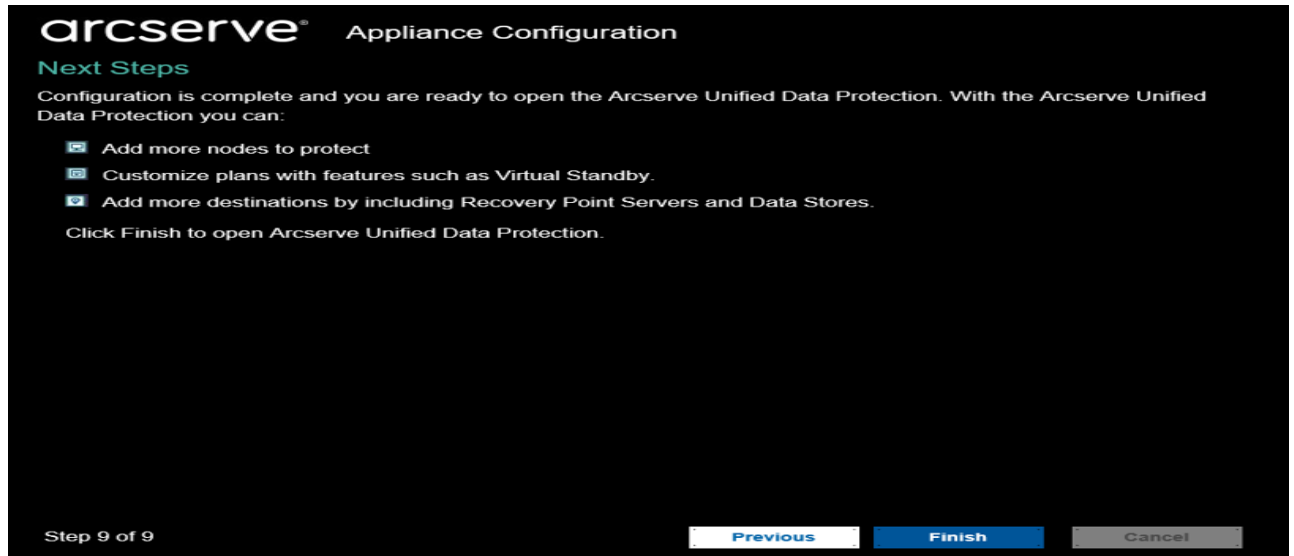 arcserve® Appliance Configuration
Next Steps
Configuration is complete and you are ready to open the Arcserve Unified Data Protection. With the Arcserve Unified
Data Protection you can:
Add more nodes to protect
Customize plans with features such as Virtual Standby.
Add more destinations by including Recovery Point Servers and Data Stores.
Click Finish to open Arcserve Unified Data Protection.
Step 9 of 9 Previous Finish Cancel